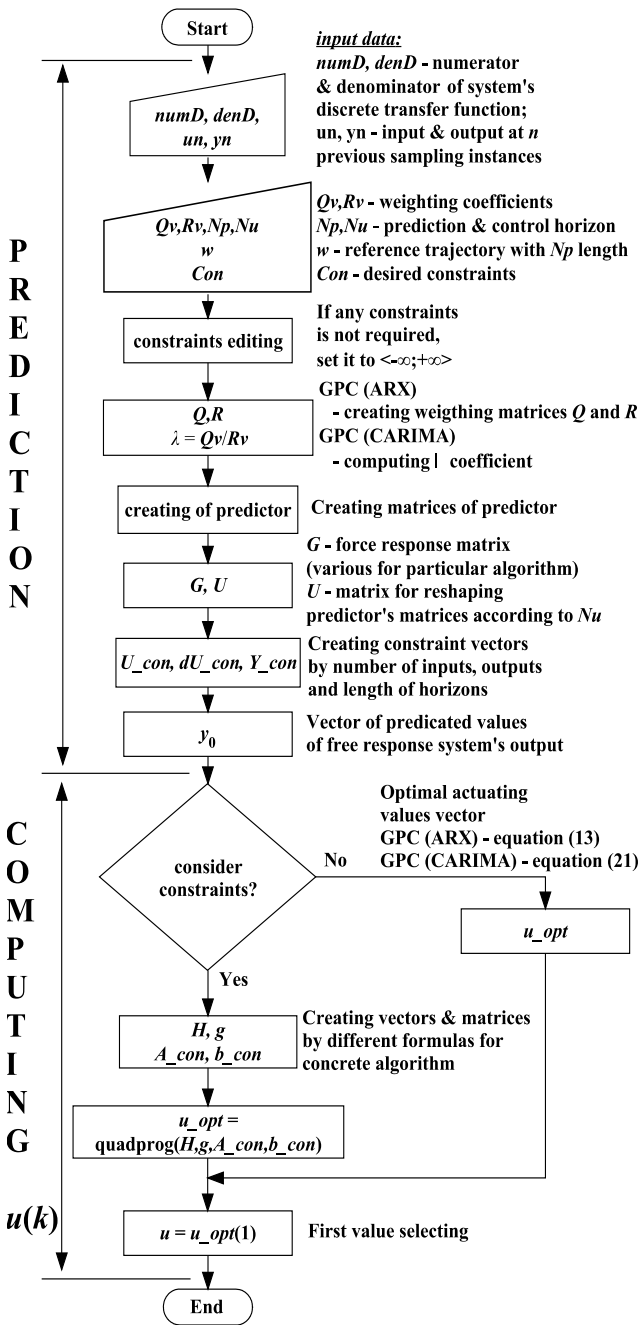 Start
input data:
numD, denD - numerator
& denominator of system's
discrete transfer function;
un, yn - input & output at n
previous sampling instances
numD, denD,
un, yn
Qv,Rv - weighting coefficients
Np,Nu - prediction & control horizon
w - reference trajectory with Np length
Con - desired constraints
Qv,Rv,Np,Nu
w
Con
If any constraints
is not required,
set it to <-∞;+∞>
constraints editing
GPC (ARX)
- creating weigthing matrices Q and R
GPC (CARIMA)
- computing | coefficient
Q,R
λ = Qv/Rv
creating of predictor
Creating matrices of predictor
G - force response matrix
(various for particular algorithm)
U - matrix for reshaping
predictor's matrices according to Nu
G, U
Creating constraint vectors
by number of inputs, outputs
and length of horizons
U_con, dU_con, Y_con
Vector of predicated values
of free response system's output
y0
PREDICTION
Optimal actuating
values vector
GPC (ARX) - equation (13)
GPC (CARIMA) - equation (21)
consider
constraints?
No
u_opt
Yes
H, g
A_con, b_con
Creating vectors & matrices
by different formulas for
concrete algorithm
u_opt =
quadprog(H,g,A_con,b_con)
u = u_opt(1)
First value selecting
COMPUTING
u(k)
End